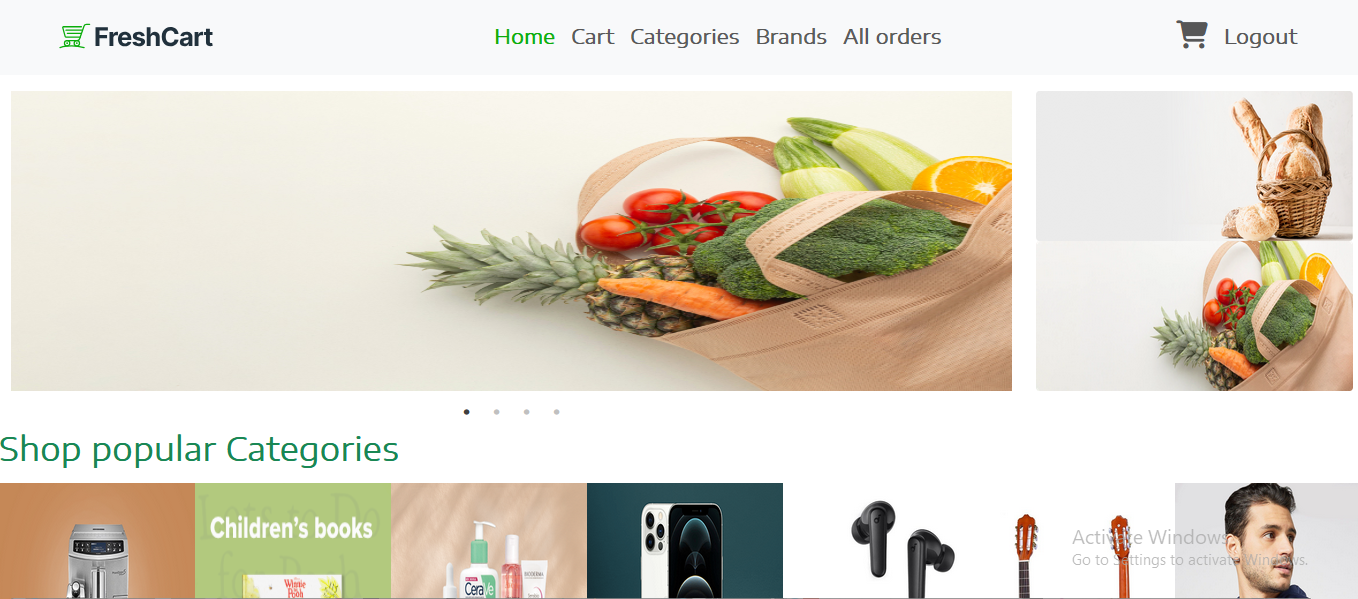 FreshCart
Home Cart Categories Brands All orders
Logout
Shop popular Categories
Children's books
Winnie
Pooh
CeraVe
BIODERMA
Activate Windows
Go to Settings to activate Windows.